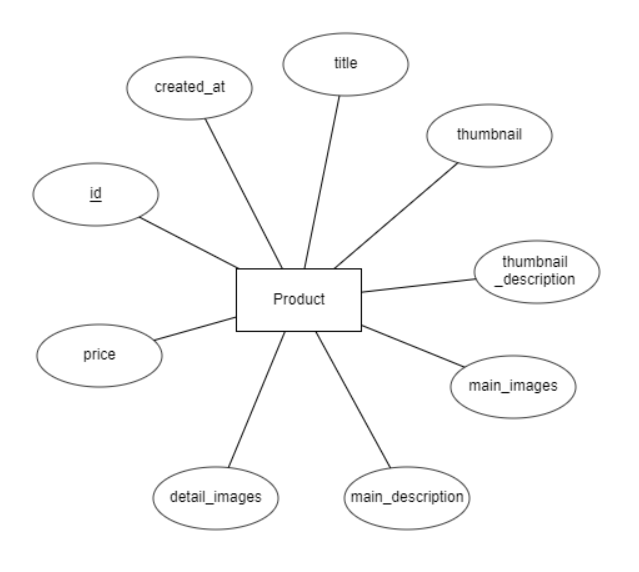 title
created_at
thumbnail
id
thumbnail
_description
Product
price
main_images
detail_images
main_description